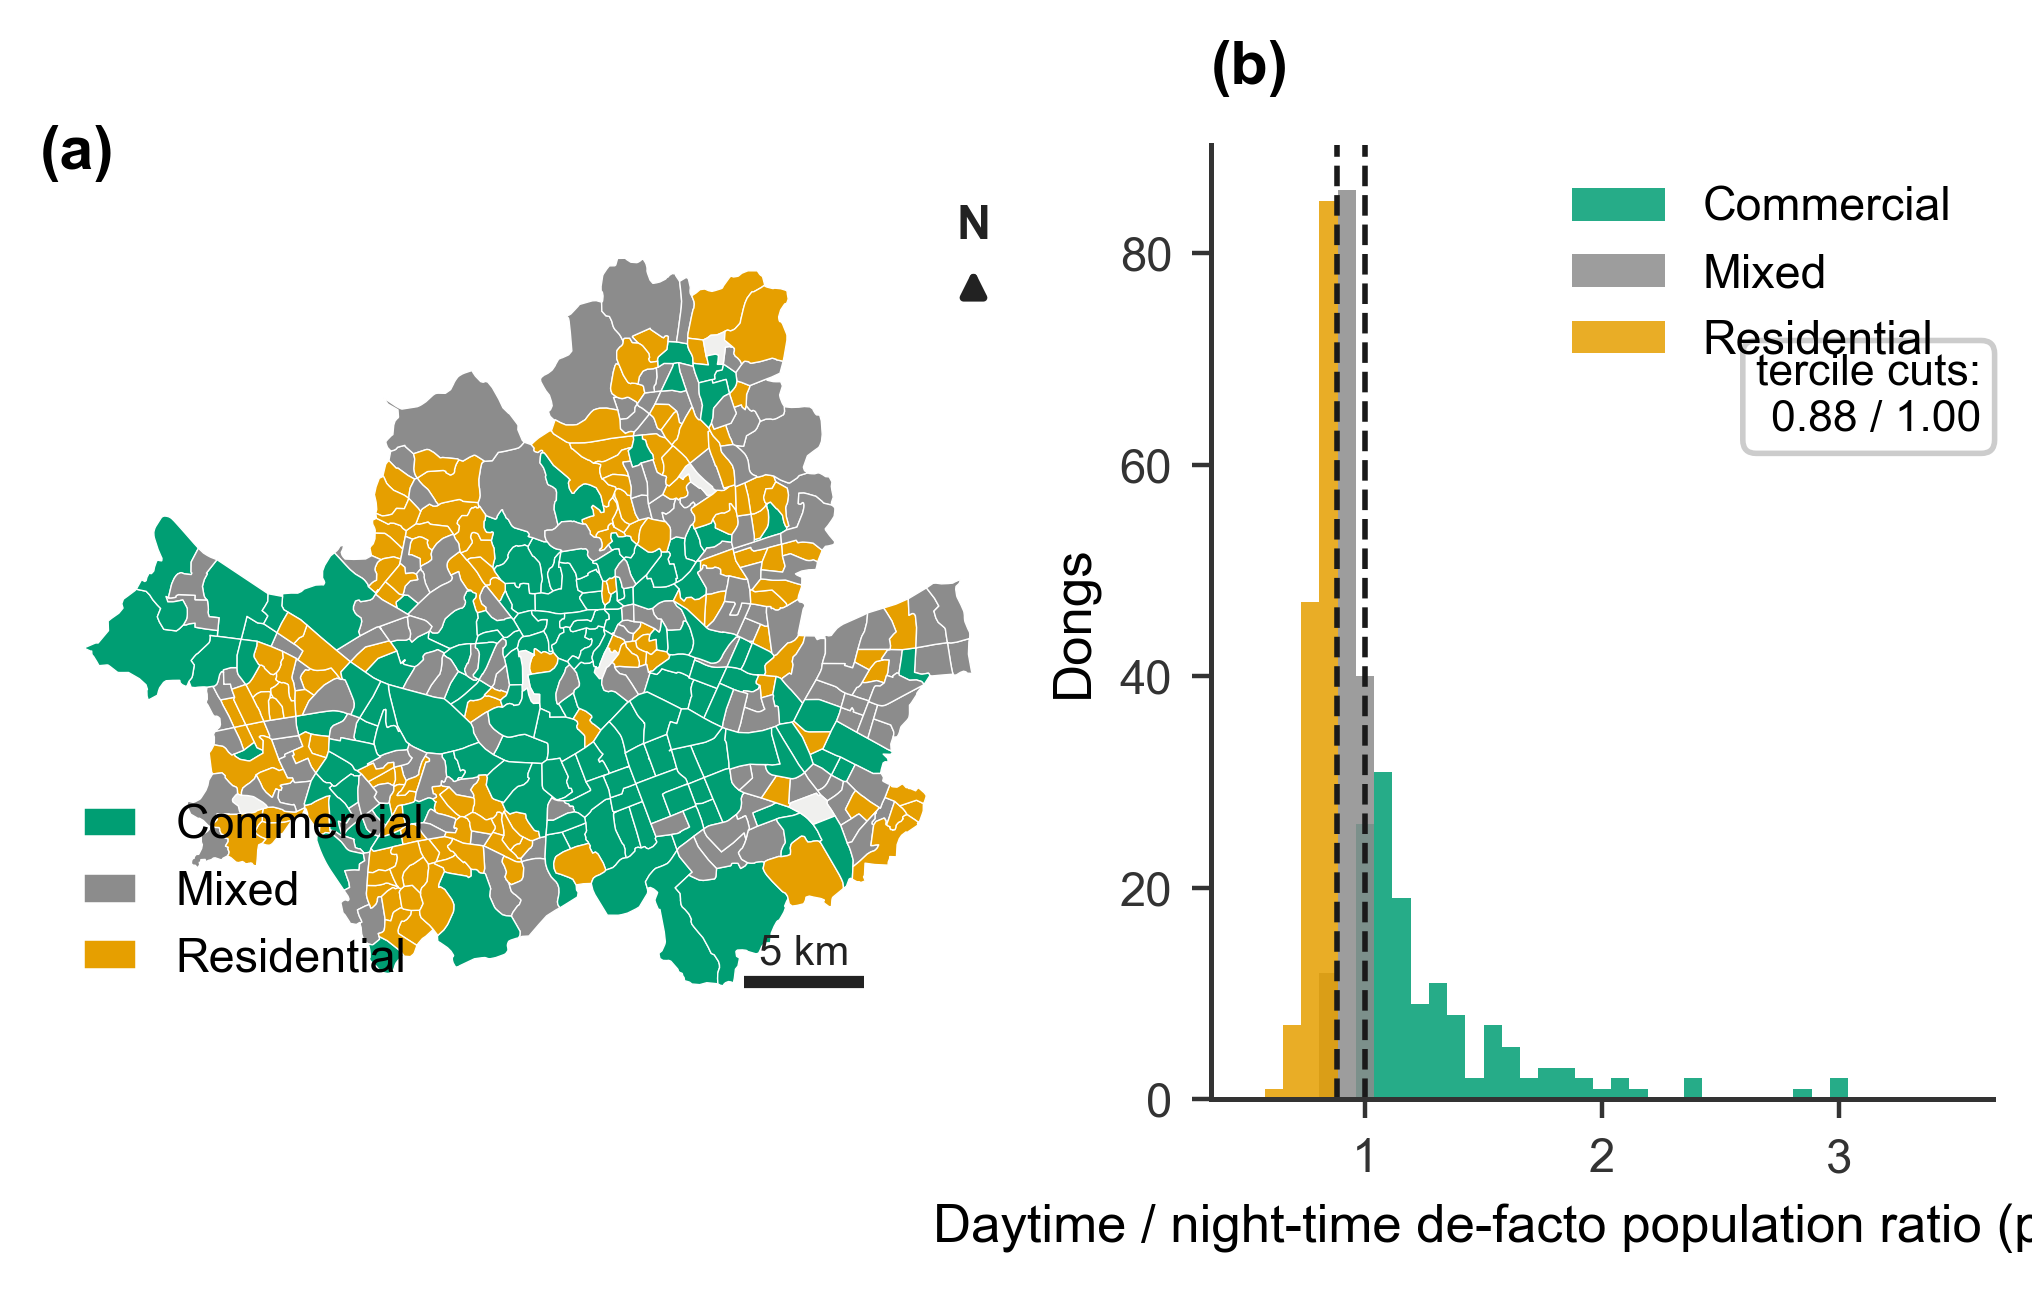 (a)
N
Commercial
Mixed
Residential
5 km
(b)
Dongs
80
60
40
20
0
1
2
3
Commercial
Mixed
Residential
tercile cuts:
0.88 / 1.00
Daytime / night-time de-facto population ratio (p